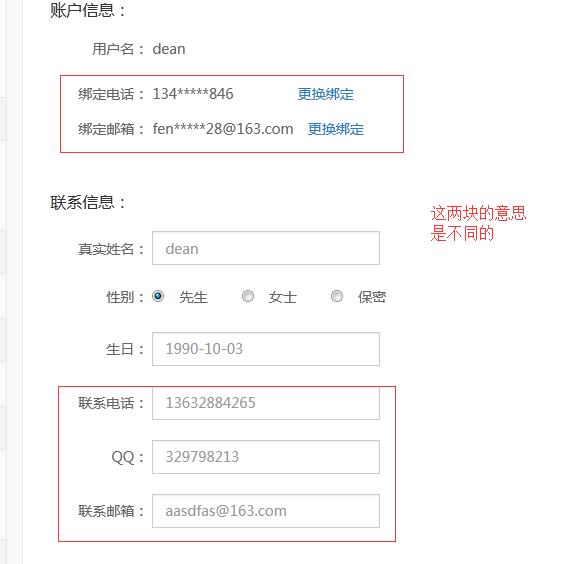 账户信息：
用户名： dean
绑定电话： 134*****846 更换绑定
绑定邮箱： fen*****28@163.com 更换绑定
联系信息：
这两块的意思
是不同的
真实姓名： dean
性别： 先生 女士 保密
生日： 1990-10-03
联系电话： 13632884265
QQ： 329798213
联系邮箱： aasdfas@163.com